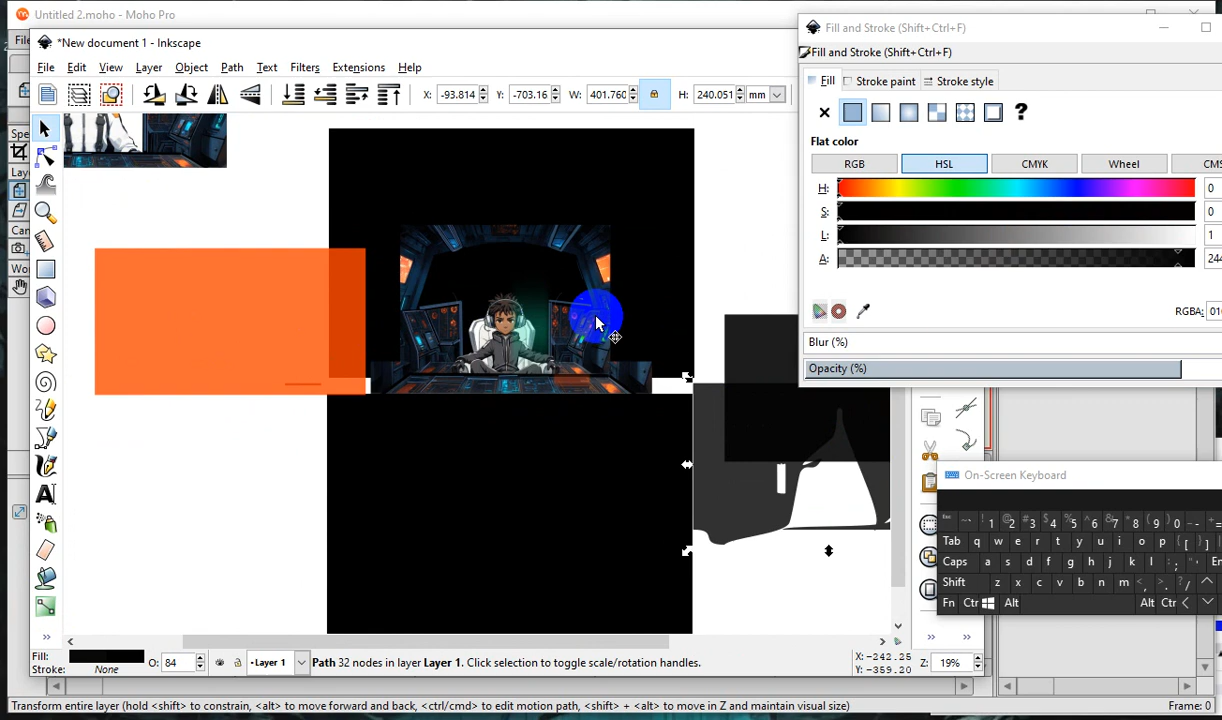 Untitled 2.moho - Moho Pro
*New document 1 - Inkscape
File Edit View Layer Object Path Text Filters Extensions Help
X: -93.814 Y: -703.16 W: 401.760 H: 240.051 mm
Fill and Stroke (Shift+Ctrl+F)
Fill and Stroke (Shift+Ctrl+F)
Fill Stroke paint Stroke style
?
Flat color
RGB HSL CMYK Wheel CMS
H: 0
S: 0
L: 1
A: 244
RGBA: 01
Blur (%)
Opacity (%)
On-Screen Keyboard
Tab q w e r t y u i o p [ ]
Caps a s d f g h j k l ; " En
Shift z x c v b n m < > ? /
Fn Ctr Alt Alt Ctr
Fill: O: 84 Layer 1 Path 32 nodes in layer Layer 1. Click selection to toggle scale/rotation handles. X: -242.25 Z: 19%
Stroke: None Y: -359.20
Transform entire layer (hold <shift> to constrain, <alt> to move forward and back, <ctrl/cmd> to edit motion path, <shift> + <alt> to move in Z and maintain visual size) Frame: 0